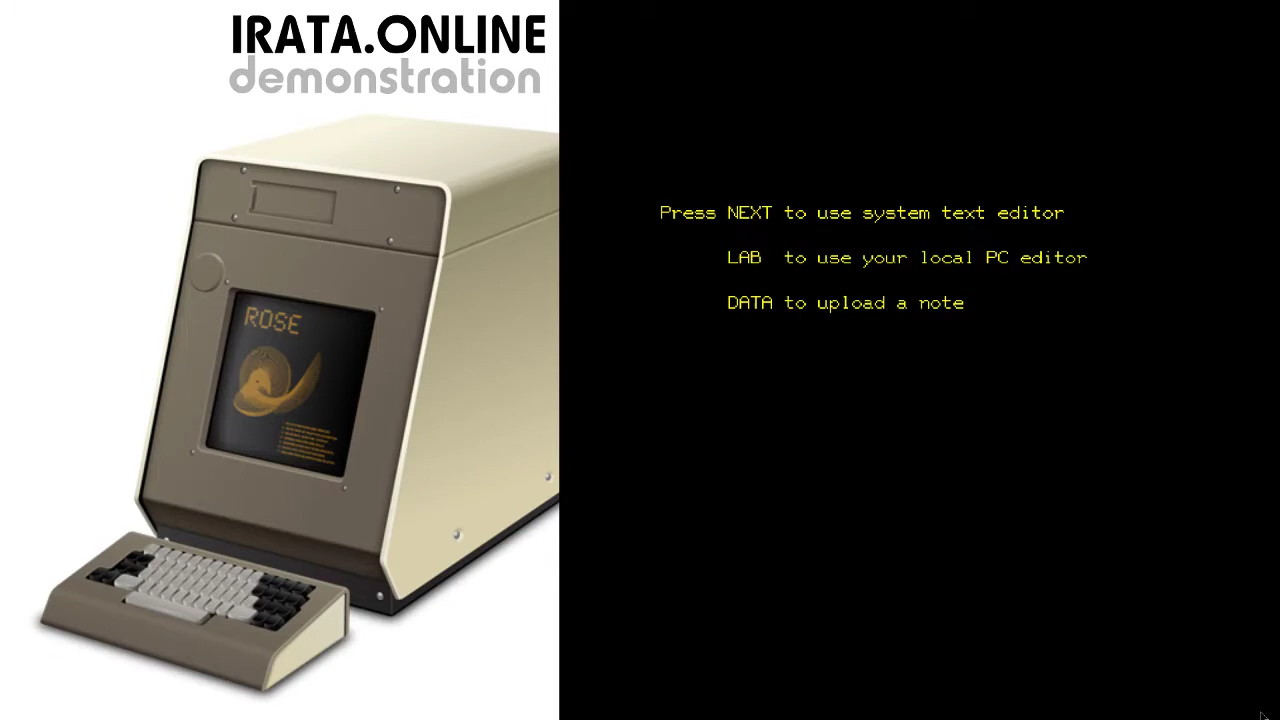 IRATA.ONLINE
demonstration
ROSE
Press NEXT to use system text editor
LAB to use your local PC editor
DATA to upload a note